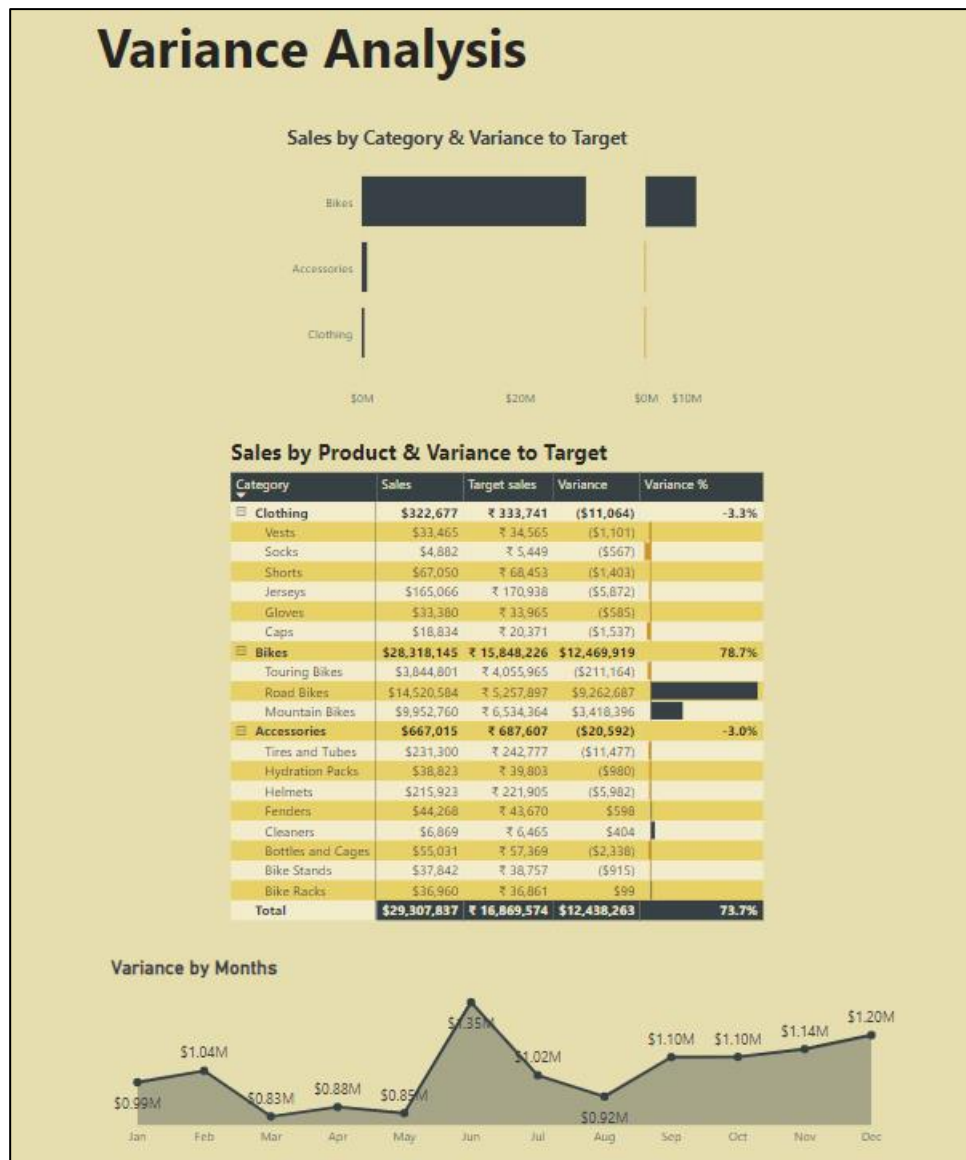 Variance Analysis
Sales by Category & Variance to Target
Bikes
Accessories
Clothing
$0M $20M $0M $10M
Sales by Product & Variance to Target
Category Sales Target sales Variance Variance %
Clothing $322,677 ₹ 333,741 ($11,064) -3.3%
Vests $33,465 ₹ 34,565 ($1,101)
Socks $4,882 ₹ 5,449 ($567)
Shorts $67,050 ₹ 68,453 ($1,403)
Jerseys $165,066 ₹ 170,938 ($5,872)
Gloves $33,380 ₹ 33,965 ($585)
Caps $18,834 ₹ 20,371 ($1,537)
Bikes $28,318,145 ₹ 15,848,226 $12,469,919 78.7%
Touring Bikes $3,844,801 ₹ 4,055,965 ($211,164)
Road Bikes $14,520,584 ₹ 5,257,897 $9,262,687
Mountain Bikes $9,952,760 ₹ 6,534,364 $3,418,396
Accessories $667,015 ₹ 687,607 ($20,592) -3.0%
Tires and Tubes $231,300 ₹ 242,777 ($11,477)
Hydration Packs $38,823 ₹ 39,803 ($980)
Helmets $215,923 ₹ 221,905 ($5,982)
Fenders $44,268 ₹ 43,670 $598
Cleaners $6,869 ₹ 6,465 $404
Bottles and Cages $55,031 ₹ 57,369 ($2,338)
Bike Stands $37,842 ₹ 38,757 ($915)
Bike Racks $36,960 ₹ 36,861 $99
Total $29,307,837 ₹ 16,869,574 $12,438,263 73.7%
Variance by Months
$0.99M $1.04M $0.83M $0.88M $0.85M $1.35M $1.02M $0.92M $1.10M $1.10M $1.14M $1.20M
Jan Feb Mar Apr May Jun Jul Aug Sep Oct Nov Dec